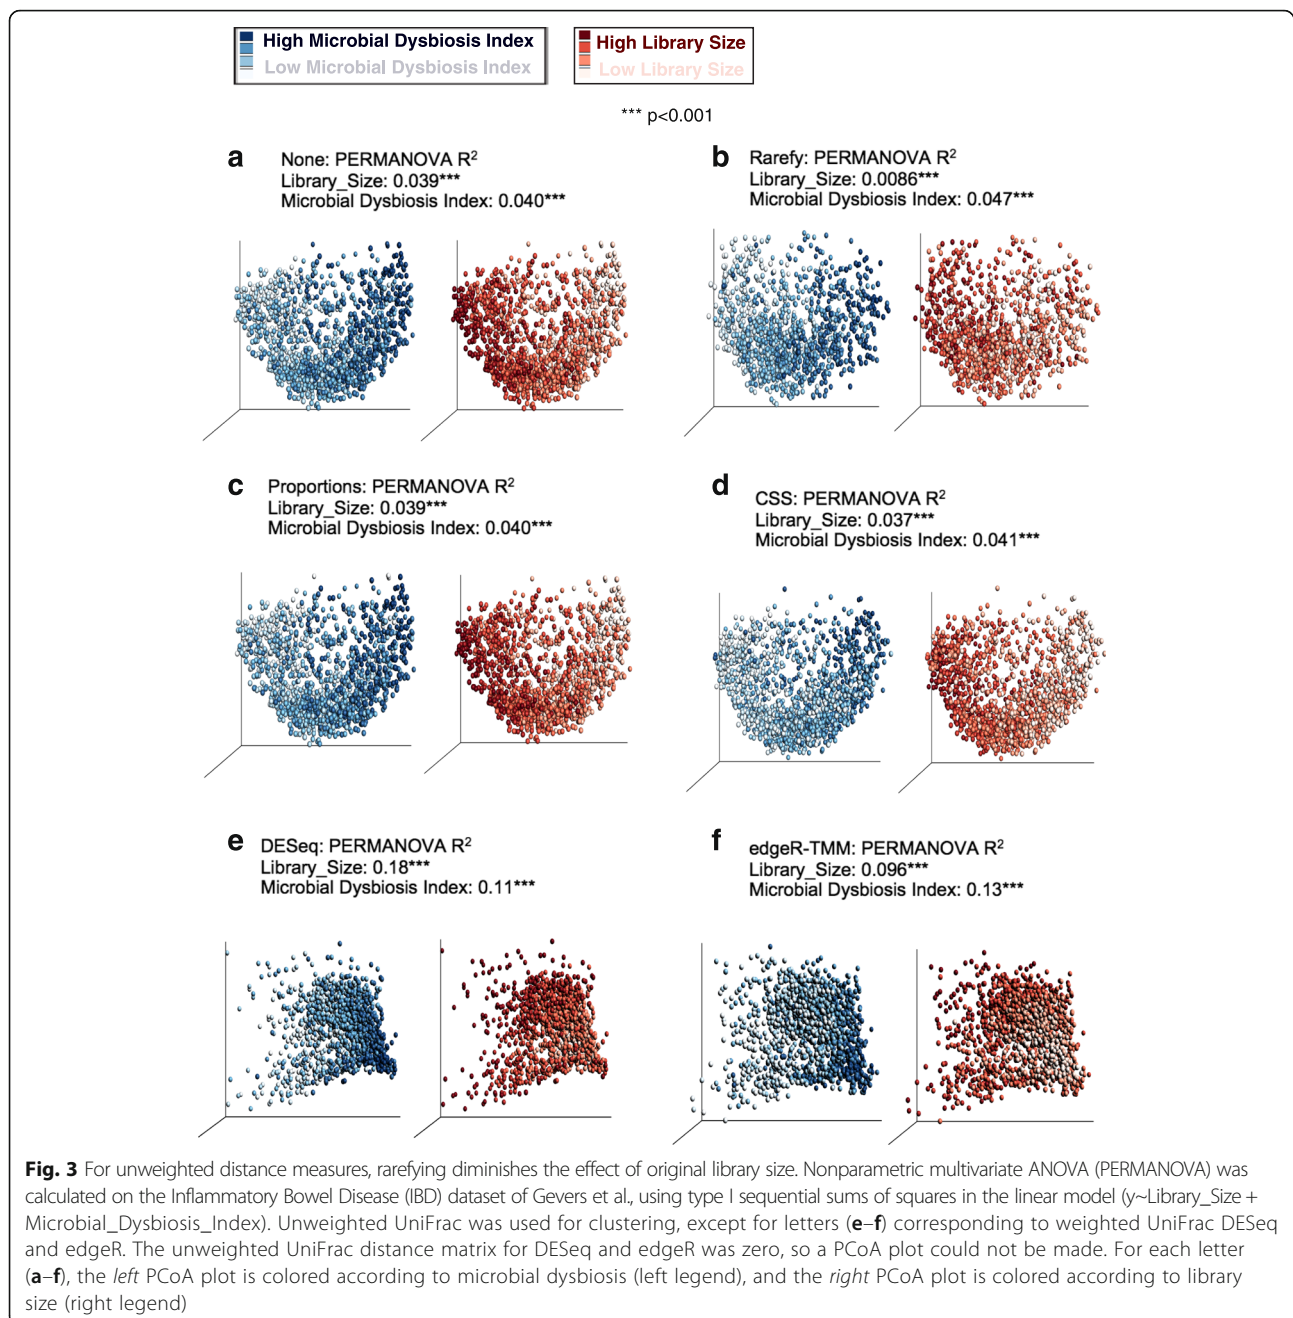 High Microbial Dysbiosis Index
Low Microbial Dysbiosis Index
High Library Size
Low Library Size
*** p<0.001
a
None: PERMANOVA R²
Library_Size: 0.039***
Microbial Dysbiosis Index: 0.040***
b
Rarefy: PERMANOVA R²
Library_Size: 0.0086***
Microbial Dysbiosis Index: 0.047***
c
Proportions: PERMANOVA R²
Library_Size: 0.039***
Microbial Dysbiosis Index: 0.040***
d
CSS: PERMANOVA R²
Library_Size: 0.037***
Microbial Dysbiosis Index: 0.041***
e
DESeq: PERMANOVA R²
Library_Size: 0.18***
Microbial Dysbiosis Index: 0.11***
f
edgeR-TMM: PERMANOVA R²
Library_Size: 0.096***
Microbial Dysbiosis Index: 0.13***
Fig. 3 For unweighted distance measures, rarefying diminishes the effect of original library size. Nonparametric multivariate ANOVA (PERMANOVA) was
calculated on the Inflammatory Bowel Disease (IBD) dataset of Gevers et al., using type I sequential sums of squares in the linear model (y~Library_Size +
Microbial_Dysbiosis_Index). Unweighted UniFrac was used for clustering, except for letters (e–f) corresponding to weighted UniFrac DESeq
and edgeR. The unweighted UniFrac distance matrix for DESeq and edgeR was zero, so a PCoA plot could not be made. For each letter
(a–f), the left PCoA plot is colored according to microbial dysbiosis (left legend), and the right PCoA plot is colored according to library
size (right legend)